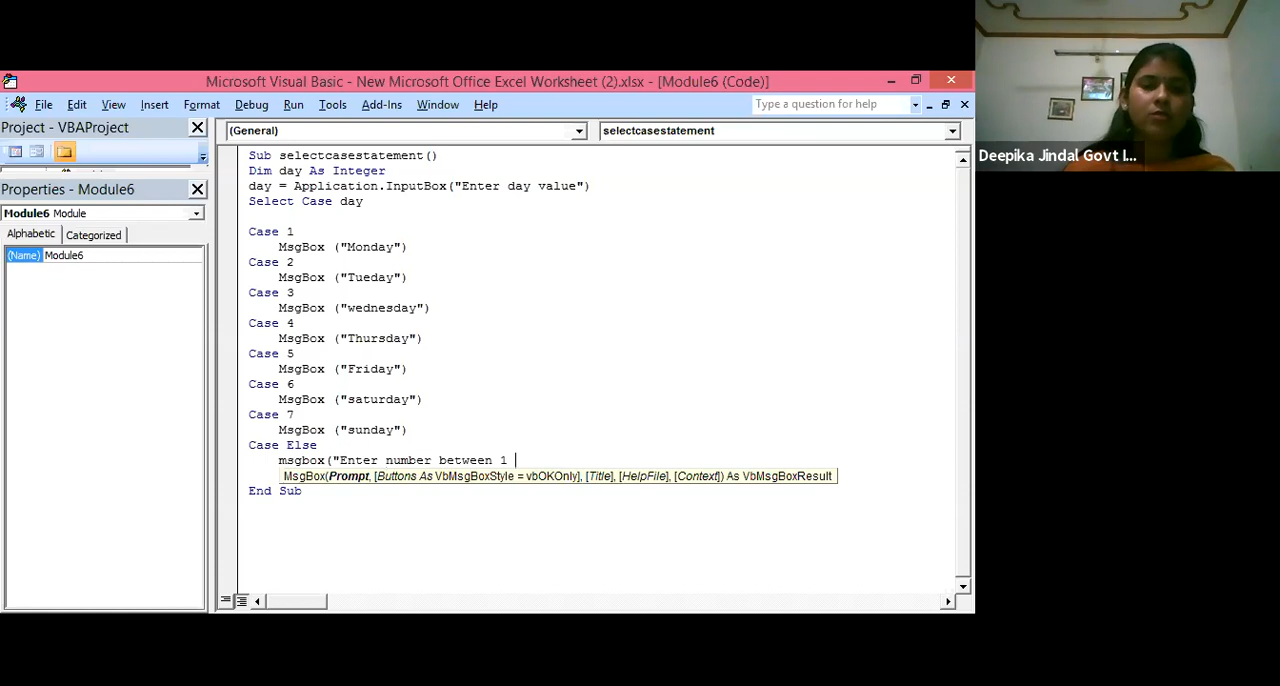 Microsoft Visual Basic - New Microsoft Office Excel Worksheet (2).xlsx - [Module6 (Code)]
File Edit View Insert Format Debug Run Tools Add-Ins Window Help
Type a question for help
Project - VBAProject
(General)
selectcasestatement
Properties - Module6
Module6 Module
Alphabetic Categorized
(Name) Module6
Sub selectcasestatement()
Dim day As Integer
day = Application.InputBox("Enter day value")
Select Case day
Case 1
MsgBox ("Monday")
Case 2
MsgBox ("Tueday")
Case 3
MsgBox ("wednesday")
Case 4
MsgBox ("Thursday")
Case 5
MsgBox ("Friday")
Case 6
MsgBox ("saturday")
Case 7
MsgBox ("sunday")
Case Else
msgbox("Enter number between 1
MsgBox(Prompt, [Buttons As VbMsgBoxStyle = vbOKOnly], [Title], [HelpFile], [Context]) As VbMsgBoxResult
End Sub
Deepika Jindal Govt I...